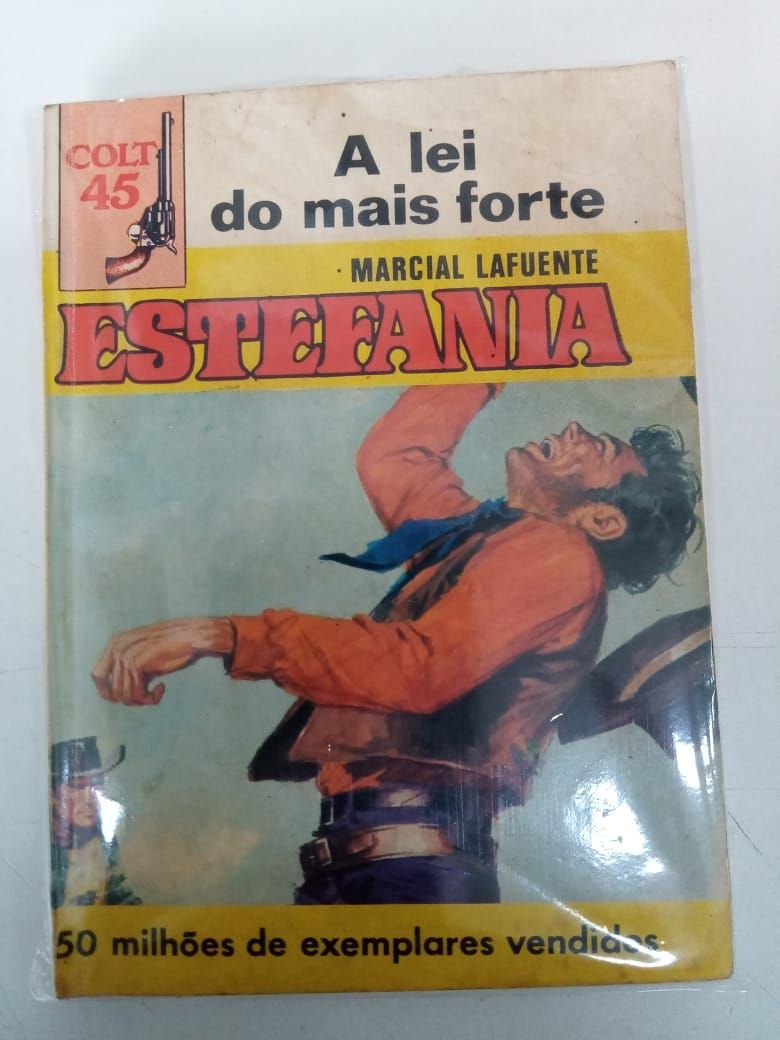 COLT
45
A lei
do mais forte
MARCIAL LAFUENTE
ESTEFANIA
50 milhões de exemplares vendidos